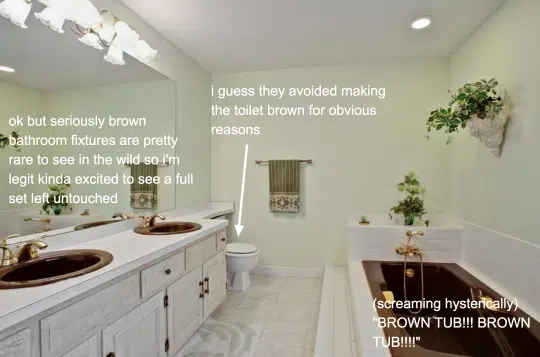 i guess they avoided making
the toilet brown for obvious
reasons
ok but seriously brown
bathroom fixtures are pretty
rare to see in the wild so i'm
legit kinda excited to see a full
set left untouched
(screaming hysterically)
"BROWN TUB!!! BROWN
TUB!!!!"